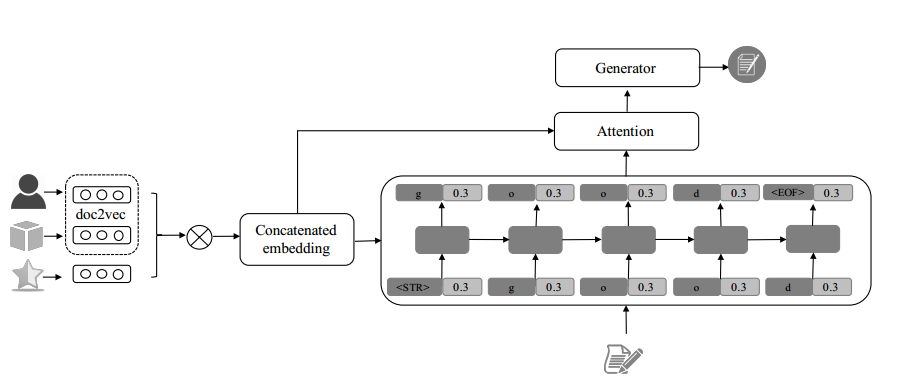 Generator
Attention
g 0.3 o 0.3 o 0.3 d 0.3 <EOF> 0.3
doc2vec
Concatenated
embedding
<STR> 0.3 g 0.3 o 0.3 o 0.3 d 0.3